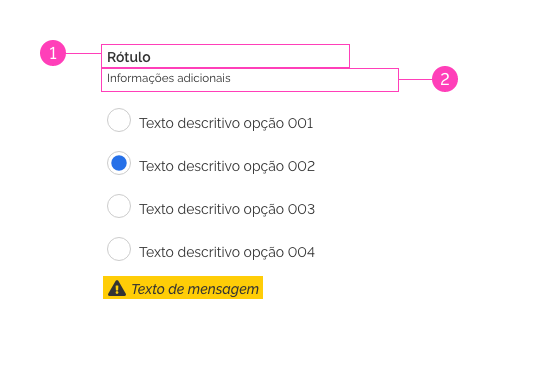 1
Rótulo
Informações adicionais
2
Texto descritivo opção 001
Texto descritivo opção 002
Texto descritivo opção 003
Texto descritivo opção 004
Texto de mensagem